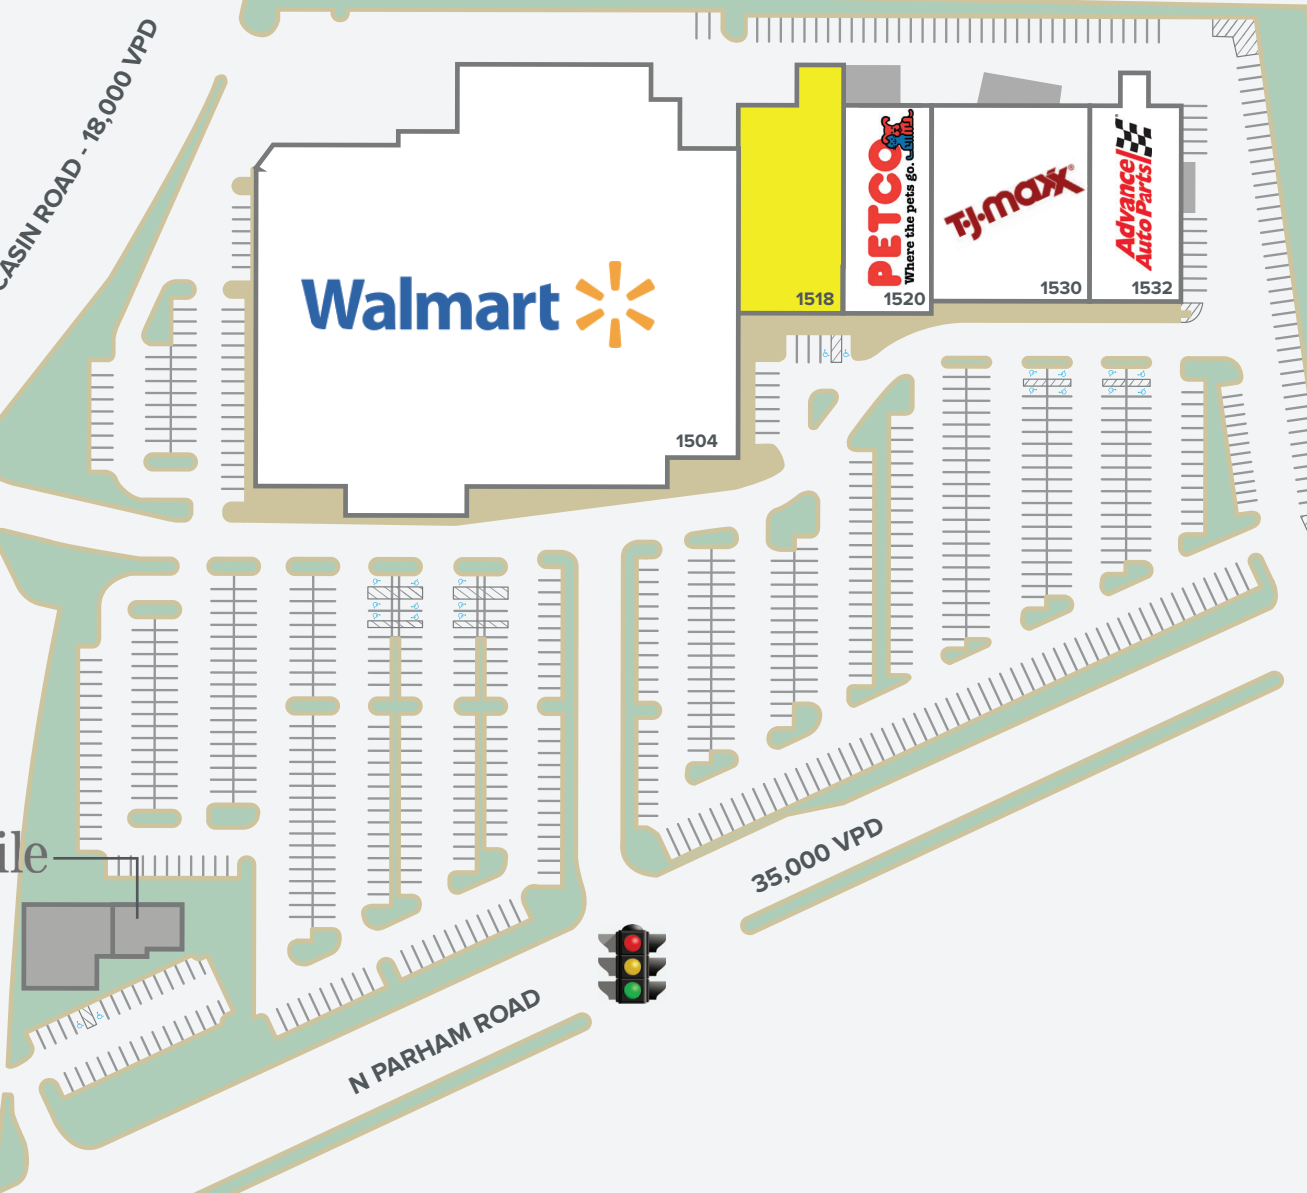 CASIN ROAD - 18,000 VPD
Walmart
1504
1518
PETCO
Where the pets go.
1520
T·J·maxx®
1530
Advance
Auto Parts
1532
ile
35,000 VPD
N PARHAM ROAD